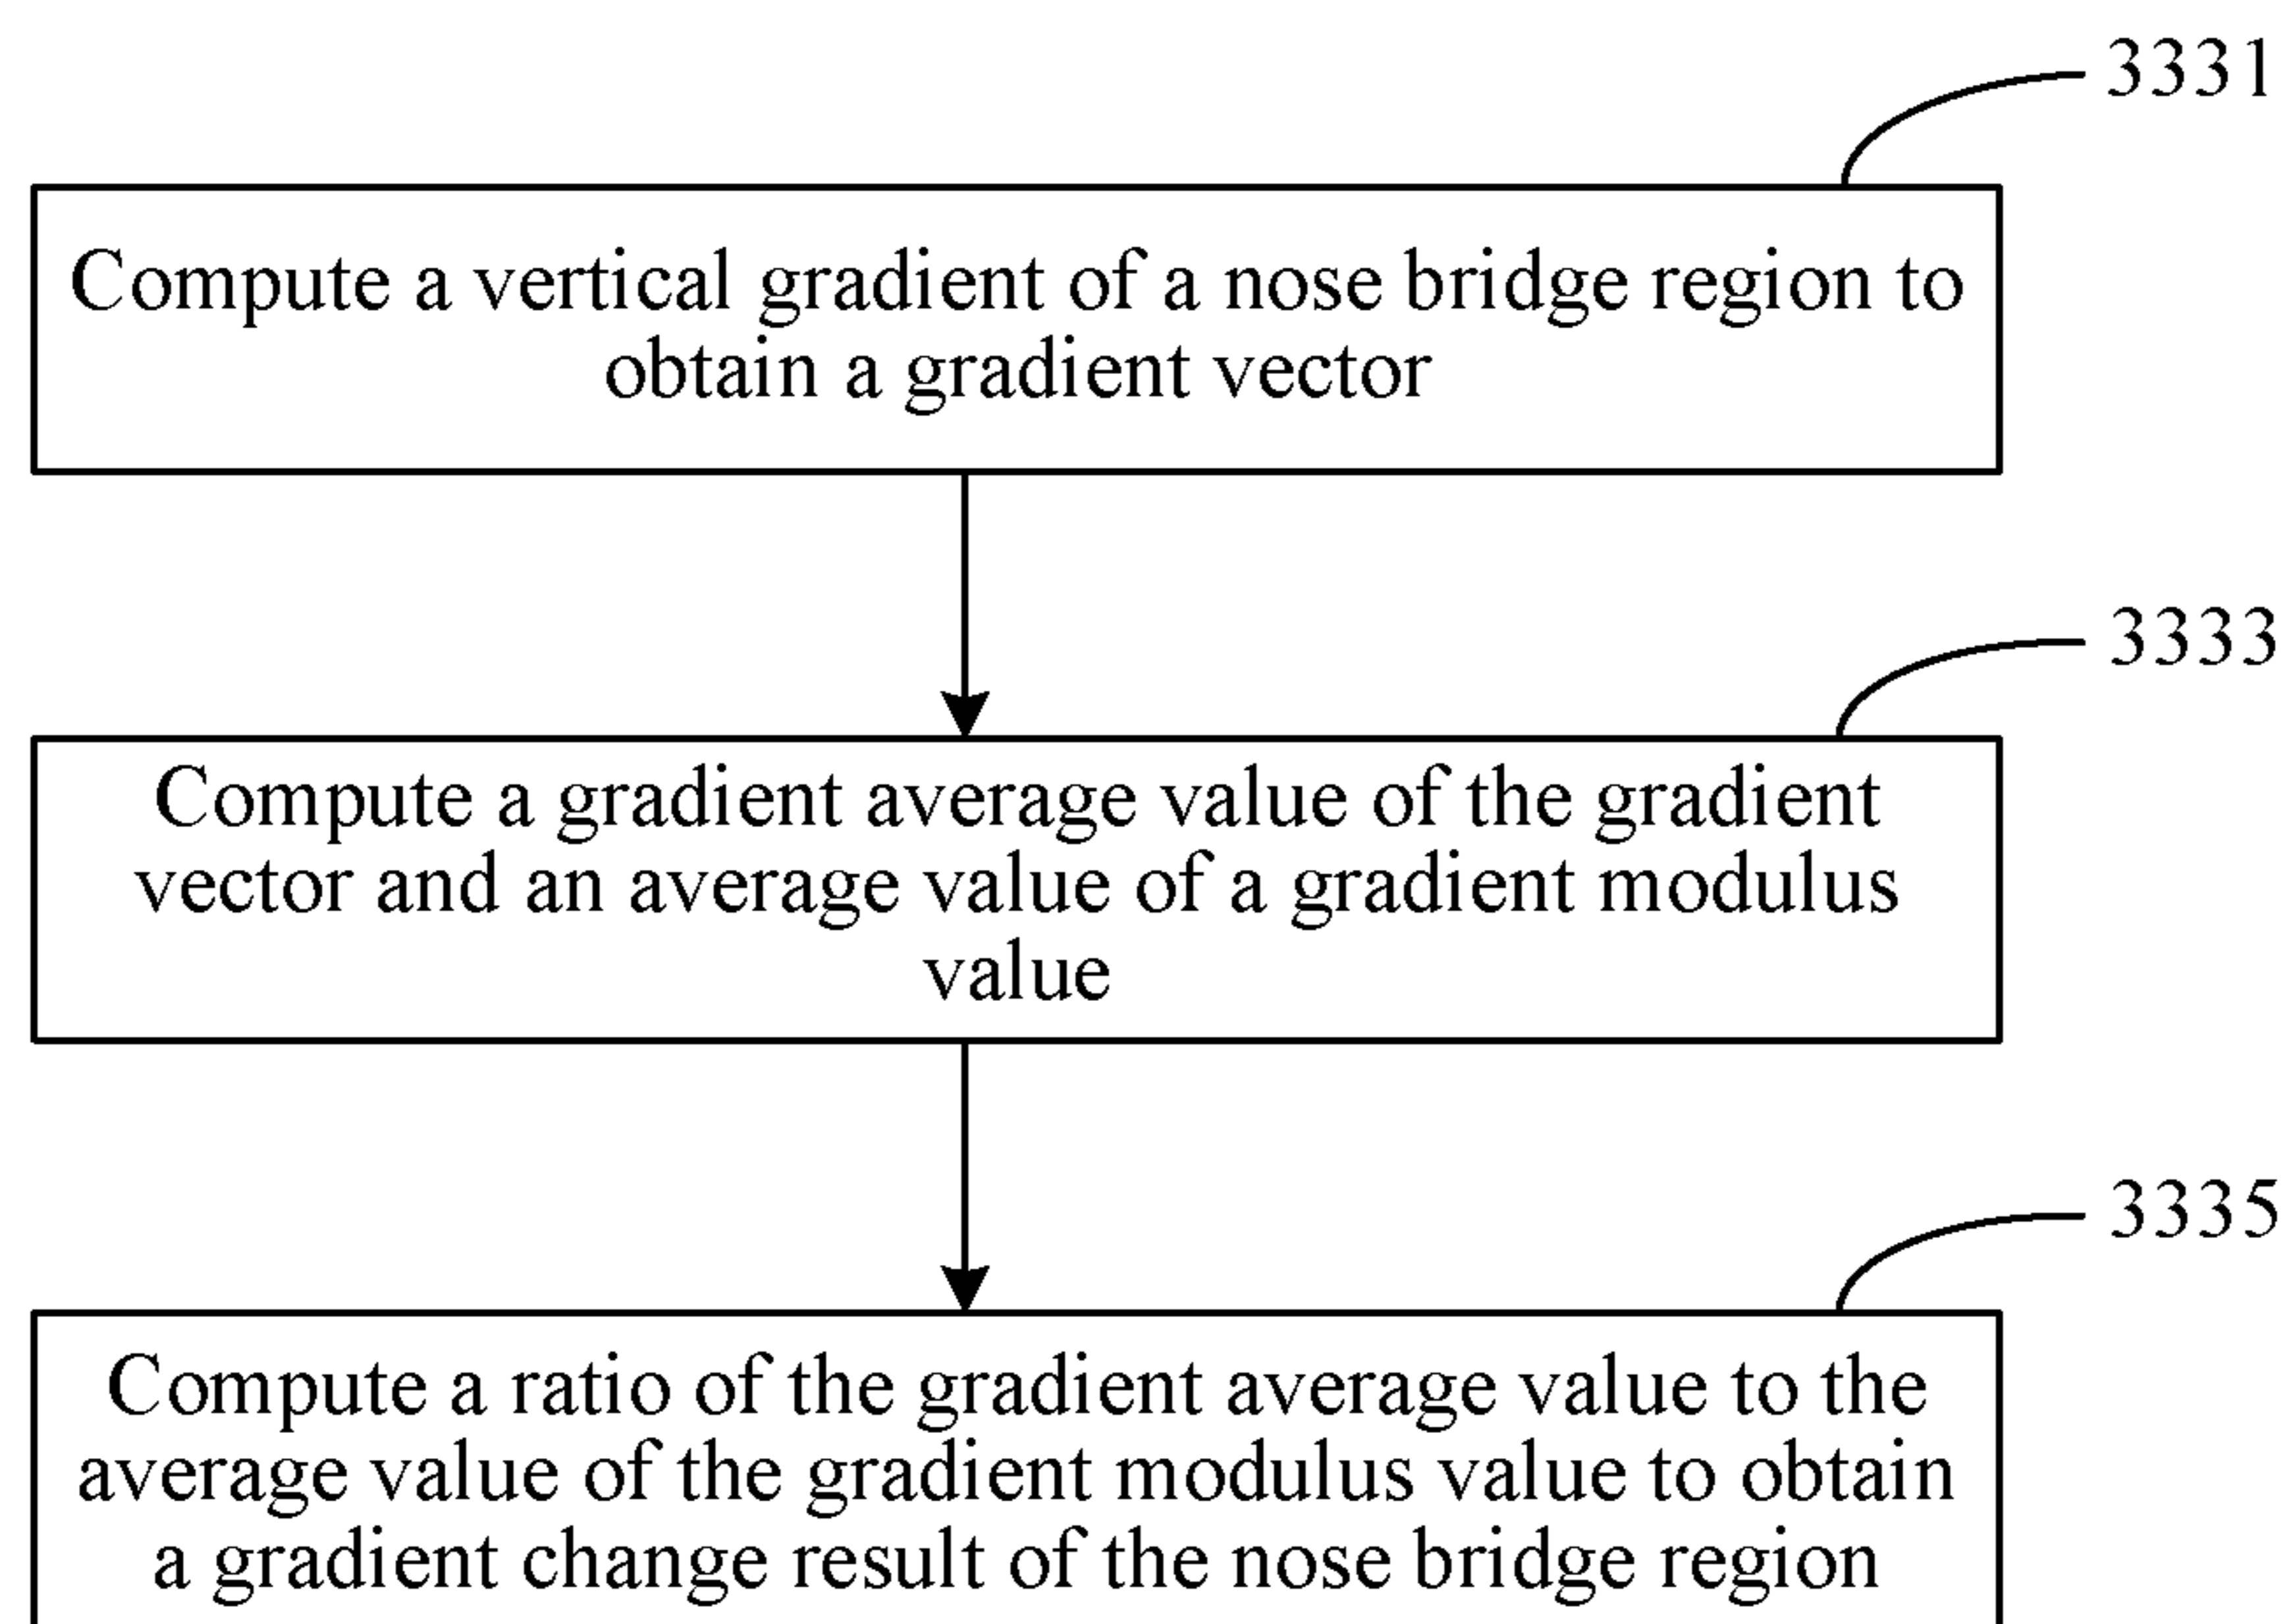 3331
Compute a vertical gradient of a nose bridge region to
obtain a gradient vector
3333
Compute a gradient average value of the gradient
vector and an average value of a gradient modulus
value
3335
Compute a ratio of the gradient average value to the
average value of the gradient modulus value to obtain
a gradient change result of the nose bridge region